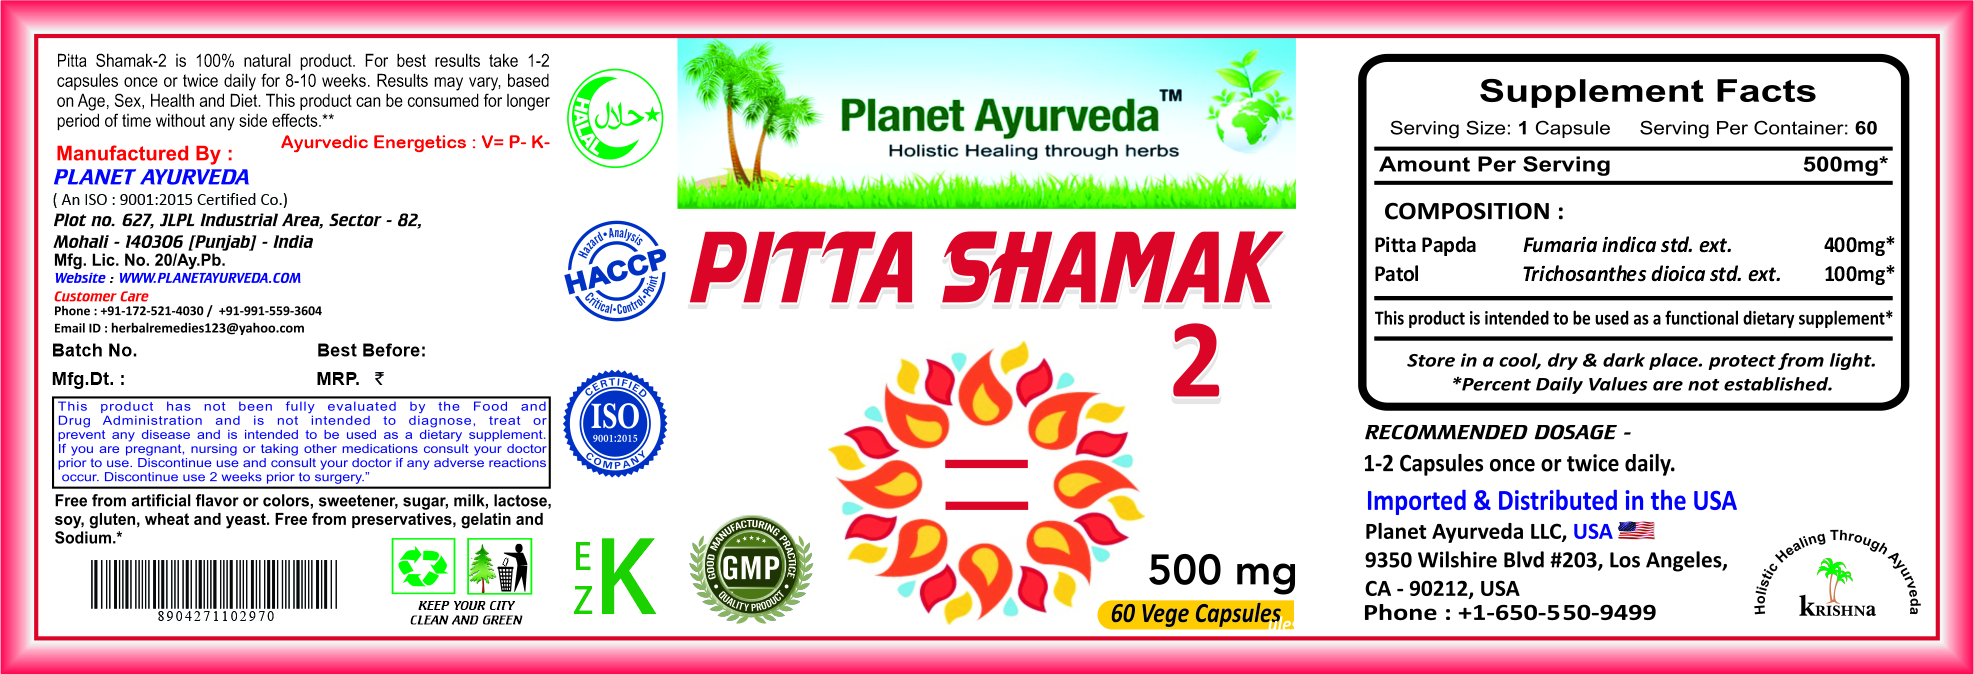 Pitta Shamak-2 is 100% natural product. For best results take 1-2
capsules once or twice daily for 8-10 weeks. Results may vary, based
on Age, Sex, Health and Diet. This product can be consumed for longer
period of time without any side effects.**
Ayurvedic Energetics : V= P- K-
Manufactured By :
PLANET AYURVEDA
( An ISO : 9001:2015 Certified Co.)
Plot no. 627, JLPL Industrial Area, Sector - 82,
Mohali - 140306 [Punjab] - India
Mfg. Lic. No. 20/Ay.Pb.
Website : WWW.PLANETAYURVEDA.COM
Customer Care
Phone : +91-172-521-4030 / +91-991-559-3604
Email ID : herbalremedies123@yahoo.com
Batch No. Best Before:
Mfg.Dt. : MRP. ₹
This product has not been fully evaluated by the Food and
Drug Administration and is not intended to diagnose, treat or
prevent any disease and is intended to be used as a dietary supplement.
If you are pregnant, nursing or taking other medications consult your doctor
prior to use. Discontinue use and consult your doctor if any adverse reactions
occur. Discontinue use 2 weeks prior to surgery.”
Free from artificial flavor or colors, sweetener, sugar, milk, lactose,
soy, gluten, wheat and yeast. Free from preservatives, gelatin and
Sodium.*
8904271102970
KEEP YOUR CITY
CLEAN AND GREEN
حلال
HALAL
Hazard • Analysis
HACCP
Critical • Control • Point
CERTIFIED
ISO
9001:2015
COMPANY
E
Z
K
GOOD MANUFACTURING PRACTICE
GMP
QUALITY PRODUCT
Planet Ayurveda™
Holistic Healing through herbs
PITTA SHAMAK
2
500 mg
60 Vege Capsules
Supplement Facts
Serving Size: 1 Capsule Serving Per Container: 60
Amount Per Serving 500mg*
COMPOSITION :
Pitta Papda Fumaria indica std. ext. 400mg*
Patol Trichosanthes dioica std. ext. 100mg*
This product is intended to be used as a functional dietary supplement*
Store in a cool, dry & dark place. protect from light.
*Percent Daily Values are not established.
RECOMMENDED DOSAGE -
1-2 Capsules once or twice daily.
Imported & Distributed in the USA
Planet Ayurveda LLC, USA
9350 Wilshire Blvd #203, Los Angeles,
CA - 90212, USA
Phone : +1-650-550-9499
Holistic Healing Through Ayurveda
KRISHNA